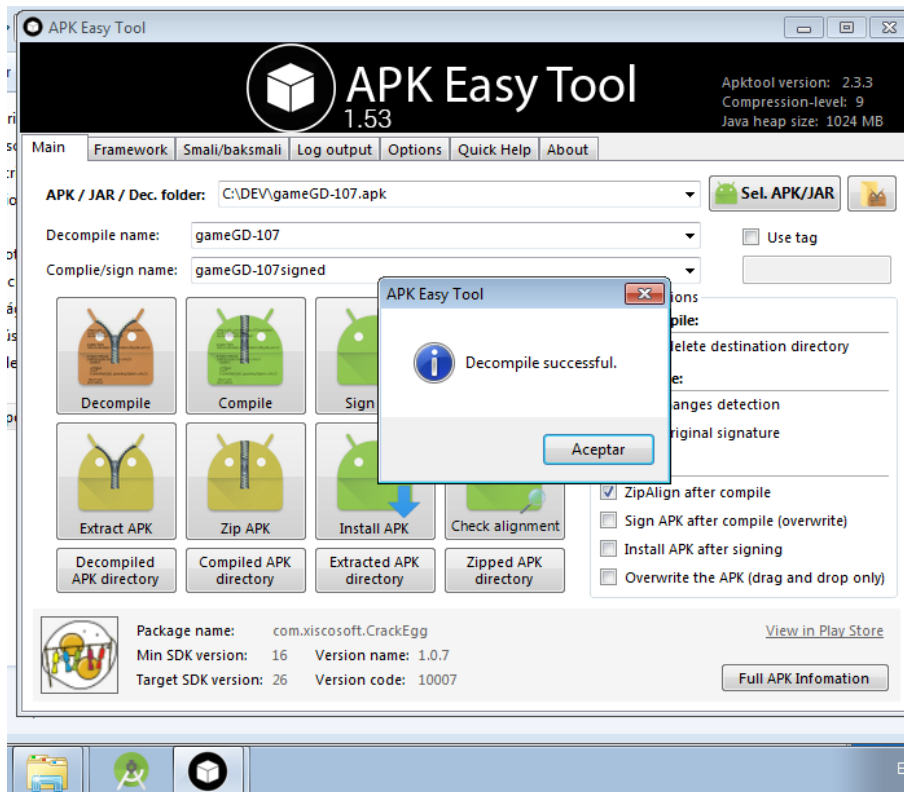 APK Easy Tool
APK Easy Tool
1.53
Apktool version: 2.3.3
Compression-level: 9
Java heap size: 1024 MB
Main Framework Smali/baksmali Log output Options Quick Help About
APK / JAR / Dec. folder: C:\DEV\gameGD-107.apk Sel. APK/JAR
Decompile name: gameGD-107 Use tag
Complie/sign name: gameGD-107signed
APK Easy Tool
Decompile successful.
Aceptar
Decompile Compile Sign
Extract APK Zip APK Install APK Check alignment
Decompiled APK directory
Compiled APK directory
Extracted APK directory
Zipped APK directory
destination directory
detection
signature
ZipAlign after compile
Sign APK after compile (overwrite)
Install APK after signing
Overwrite the APK (drag and drop only)
Package name: com.xiscosoft.CrackEgg View in Play Store
Min SDK version: 16 Version name: 1.0.7
Target SDK version: 26 Version code: 10007 Full APK Infomation